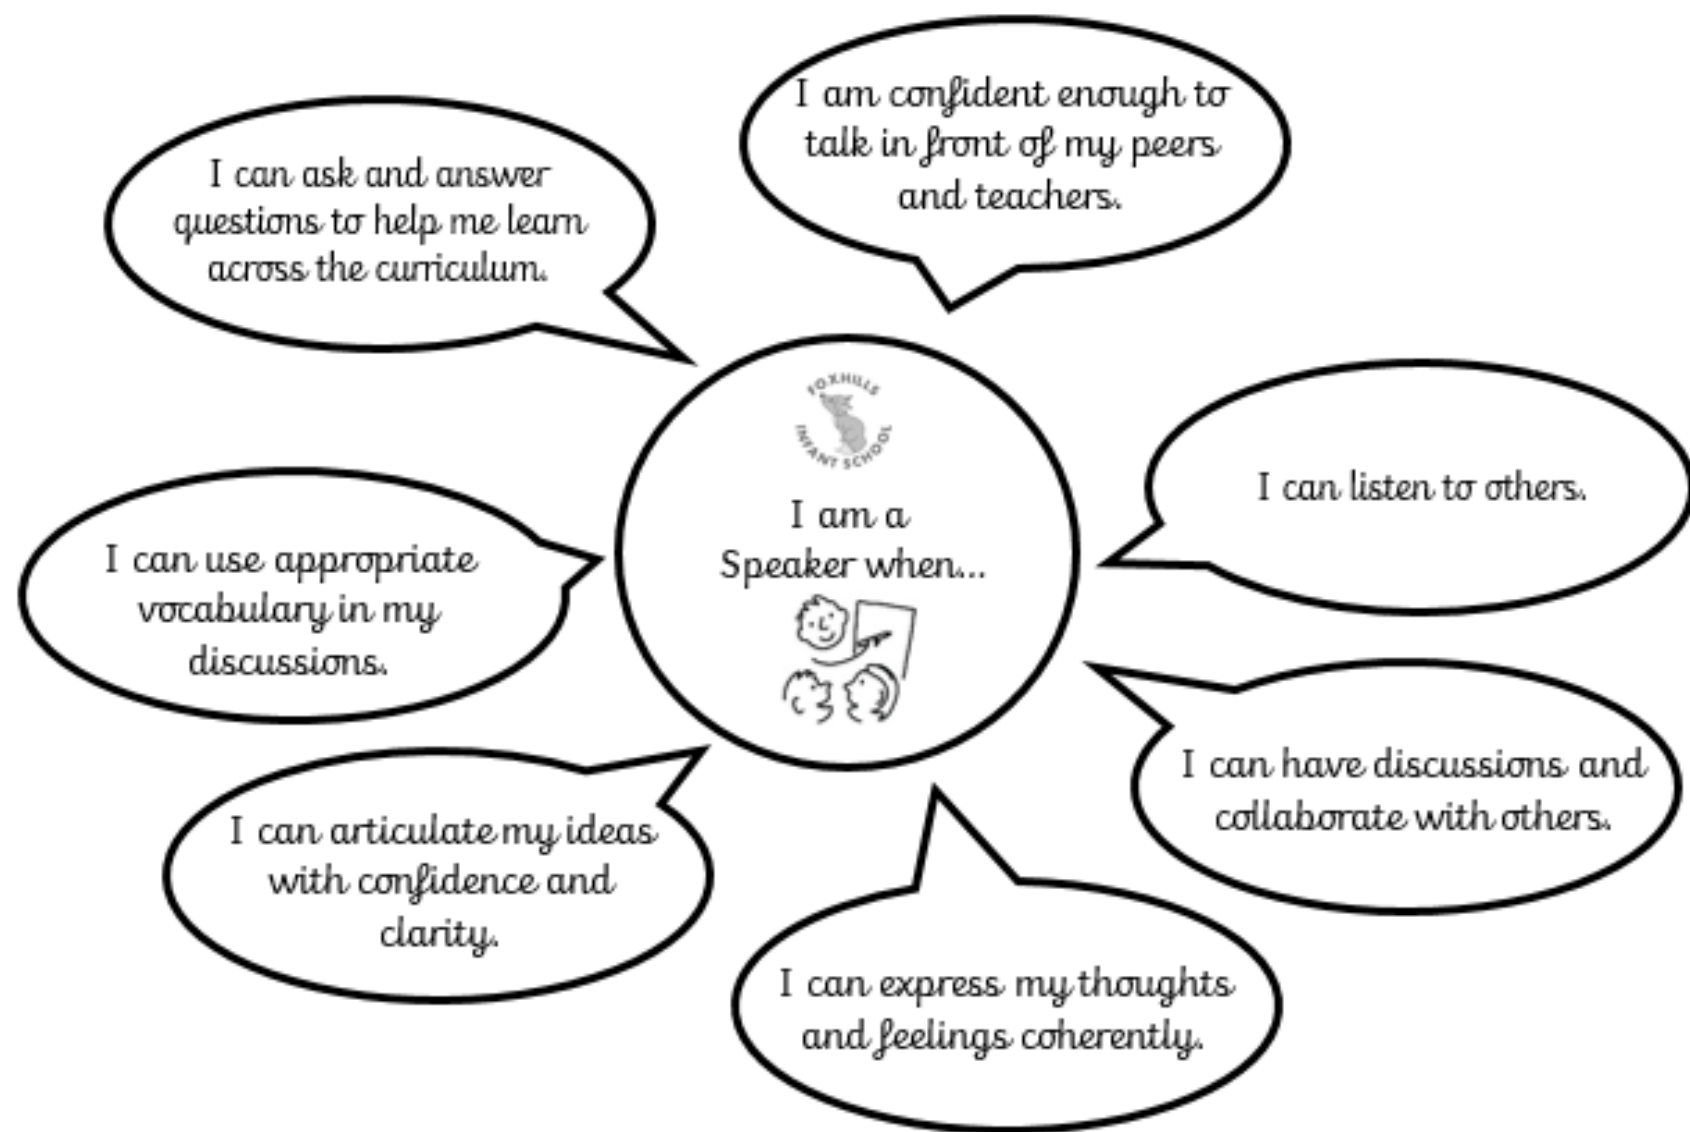 I am confident enough to
talk in front of my peers
and teachers.
I can ask and answer
questions to help me learn
across the curriculum.
FOXHILLS
INFANT SCHOOL
I am a
Speaker when...
I can listen to others.
I can use appropriate
vocabulary in my
discussions.
I can have discussions and
collaborate with others.
I can articulate my ideas
with confidence and
clarity.
I can express my thoughts
and feelings coherently.